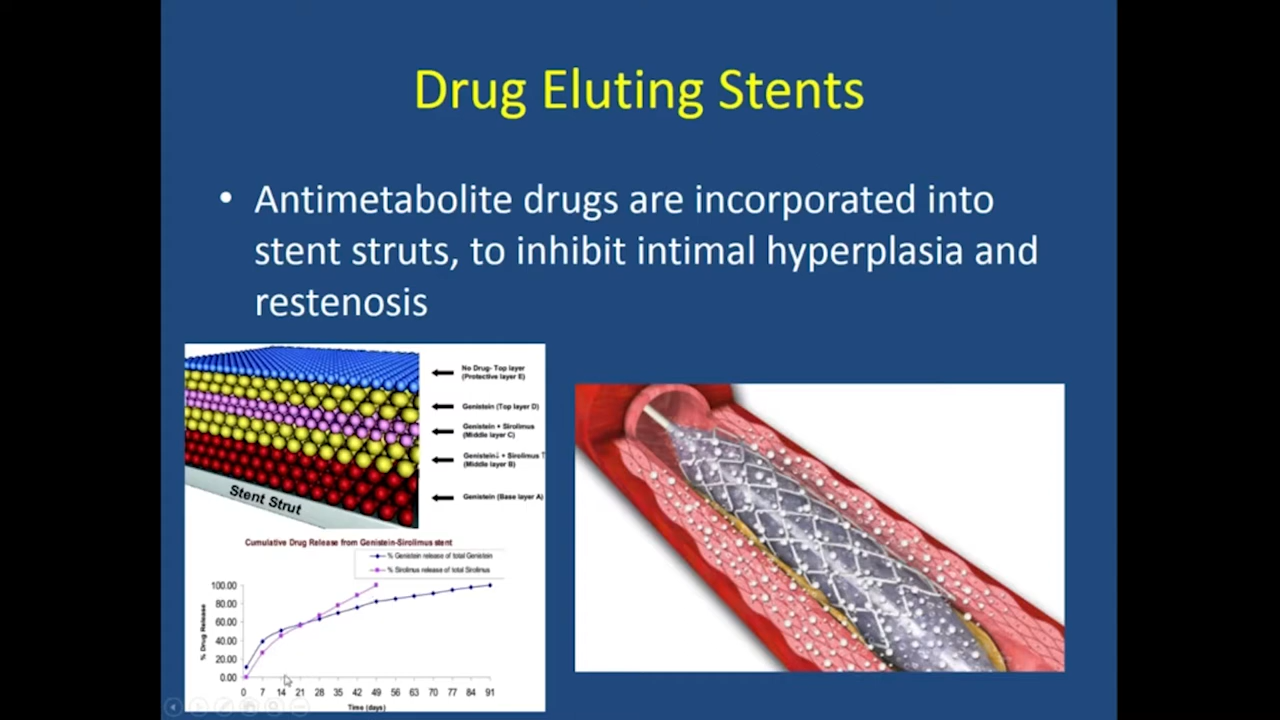 Drug Eluting Stents
• Antimetabolite drugs are incorporated into
stent struts, to inhibit intimal hyperplasia and
restenosis
No Drug- Top layer
(Protective layer E)
Genistein (Top layer D)
Genistein + Sirolimus
(Middle layer C)
Genistein↓ + Sirolimus ↑
(Middle layer B)
Genistein (Base layer A)
Stent Strut
Cumulative Drug Release from Genistein-Sirolimus stent
% Genistein release of total Genistein
% Sirolimus release of total Sirolimus
% Drug Release
100.00
80.00
60.00
40.00
20.00
0.00
0 7 14 21 28 35 42 49 56 63 70 77 84 91
Time (days)